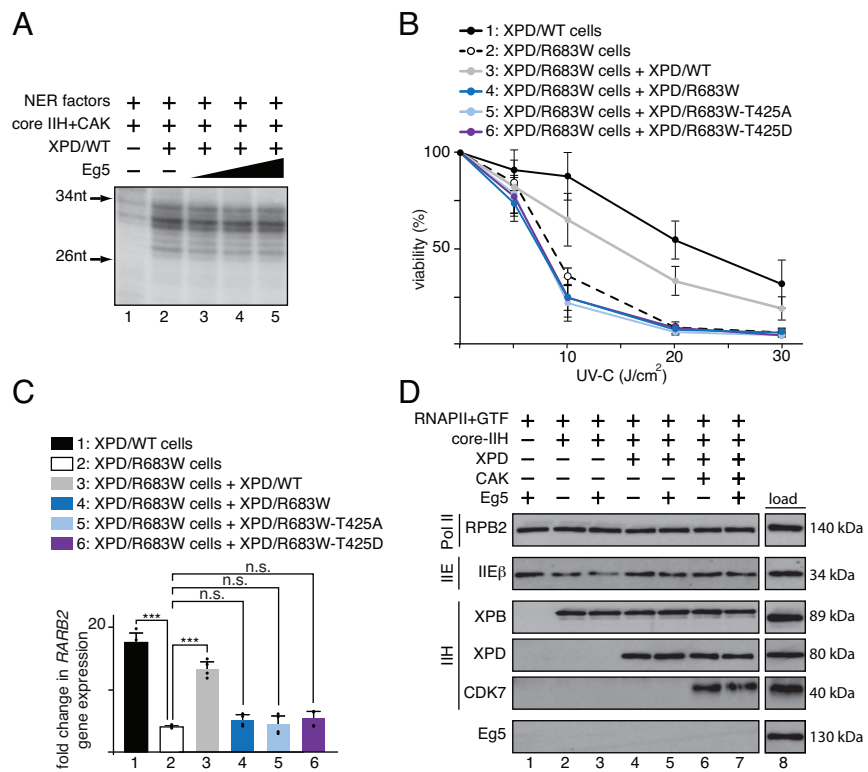 A
NER factors + + + + +
core IIH+CAK + + + + +
XPD/WT − + + + +
Eg5 − −
34nt
26nt
1 2 3 4 5
B
1: XPD/WT cells
2: XPD/R683W cells
3: XPD/R683W cells + XPD/WT
4: XPD/R683W cells + XPD/R683W
5: XPD/R683W cells + XPD/R683W-T425A
6: XPD/R683W cells + XPD/R683W-T425D
viability (%)
100
50
10 20 30
UV-C (J/cm²)
C
1: XPD/WT cells
2: XPD/R683W cells
3: XPD/R683W cells + XPD/WT
4: XPD/R683W cells + XPD/R683W
5: XPD/R683W cells + XPD/R683W-T425A
6: XPD/R683W cells + XPD/R683W-T425D
n.s.
n.s.
n.s.
*** ***
fold change in RARB2
gene expression
20
0
1 2 3 4 5 6
D
RNAPII+GTF + + + + + + +
core-IIH − + + + + + +
XPD − − − + + + +
CAK − − − − − + +
Eg5 + − + − + − +
load
Pol II RPB2 140 kDa
IIE IIEβ 34 kDa
IIH
XPB 89 kDa
XPD 80 kDa
CDK7 40 kDa
Eg5 130 kDa
1 2 3 4 5 6 7 8